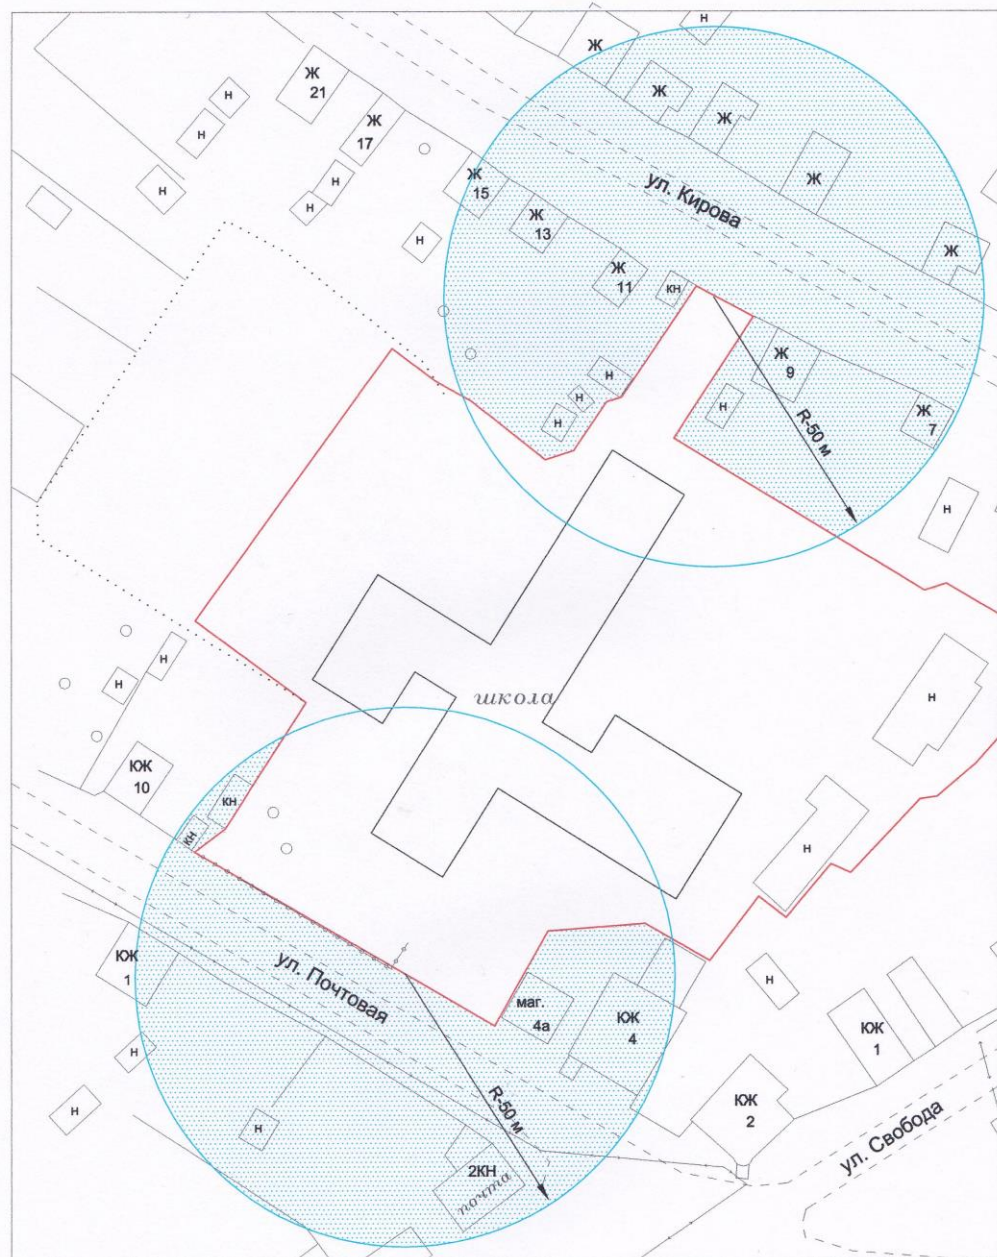 Ж
Н
Ж
21
Ж
Н
Ж
Ж
17
Н
Ж
15
Н
Н
Ж
Н
ул. Кирова
Ж
13
Н
Н
Ж
Ж
11
КН
Ж
9
R-50 м
Н
Н
Н
Н
Ж
7
Н
Н
Н
школа
Н
КЖ
10
КН
КН
Н
КЖ
1
ул. Почтовая
Н
маг.
4а
КЖ
4
КЖ
1
Н
Н
R-50 м
Н
КЖ
2
ул. Свобода
2КН
почта